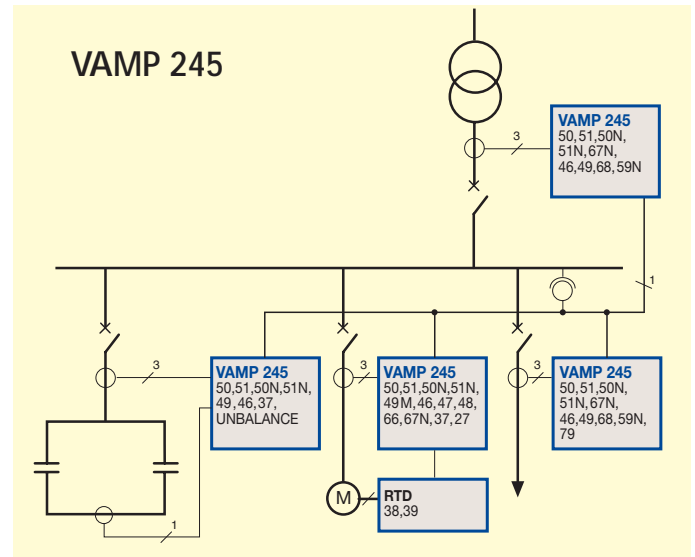 VAMP 245
VAMP 245
50,51,50N,
51N,67N,
46,49,68,59N
3
1
3
VAMP 245
50,51,50N,51N,
49,46,37,
UNBALANCE
3
VAMP 245
50,51,50N,51N,
49M,46,47,48,
66,67N,37,27
3
VAMP 245
50,51,50N,
51N,67N,
46,49,68,59N,
79
M
RTD
38,39
1